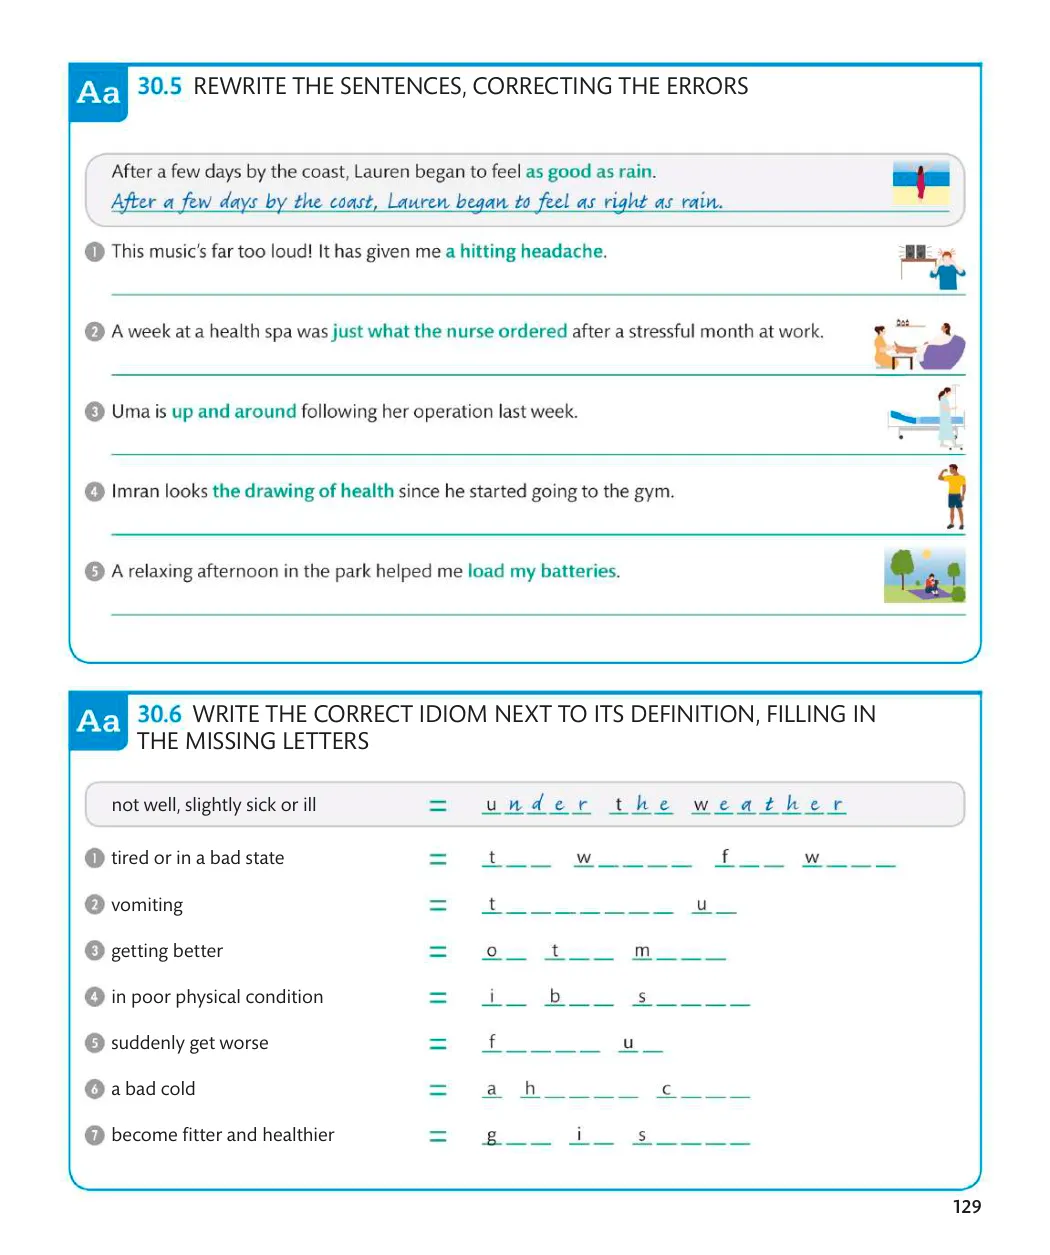 Aa 30.5 REWRITE THE SENTENCES, CORRECTING THE ERRORS
After a few days by the coast, Lauren began to feel as good as rain.
After a few days by the coast, Lauren began to feel as right as rain.
1 This music's far too loud! It has given me a hitting headache.
2 A week at a health spa was just what the nurse ordered after a stressful month at work.
3 Uma is up and around following her operation last week.
4 Imran looks the drawing of health since he started going to the gym.
5 A relaxing afternoon in the park helped me load my batteries.
Aa 30.6 WRITE THE CORRECT IDIOM NEXT TO ITS DEFINITION, FILLING IN
THE MISSING LETTERS
not well, slightly sick or ill = under the weather
1 tired or in a bad state = t _ _ w _ _ _ _ f _ _ w _ _ _
2 vomiting = t _ _ _ _ _ _ _ u _
3 getting better = o _ t _ _ m _ _ _
4 in poor physical condition = i _ b _ _ s _ _ _ _
5 suddenly get worse = f _ _ _ _ u _
6 a bad cold = a h _ _ _ _ c _ _ _
7 become fitter and healthier = g _ _ i _ s _ _ _ _
129